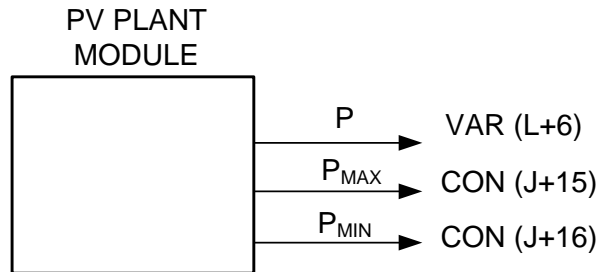 PV PLANT
MODULE
P VAR (L+6)
PMAX CON (J+15)
PMIN CON (J+16)